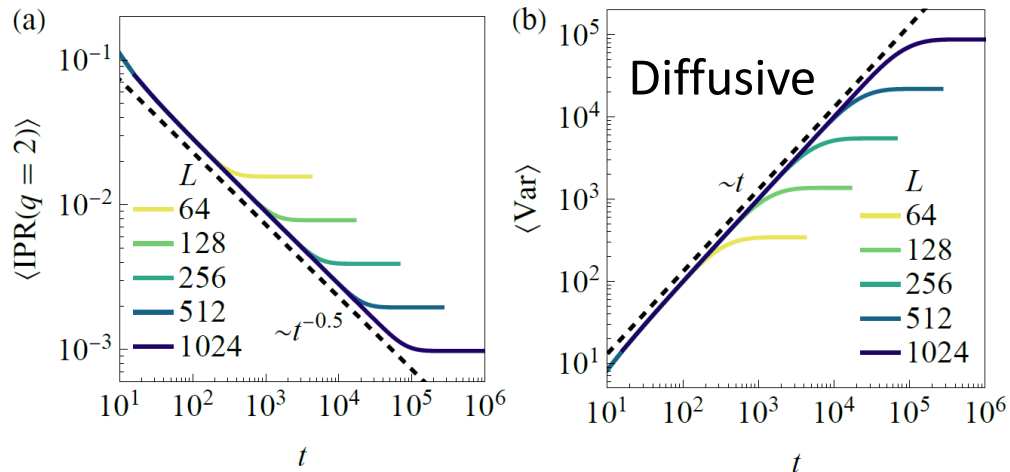 (a)
10^{-1}
10^{-2}
10^{-3}
⟨IPR(q = 2)⟩
L
64
128
256
512
1024
~t^{-0.5}
10^1 10^2 10^3 10^4 10^5 10^6
t
(b)
Diffusive
10^5
10^4
10^3
10^2
10^1
⟨Var⟩
~t
L
64
128
256
512
1024
10^1 10^2 10^3 10^4 10^5 10^6
t